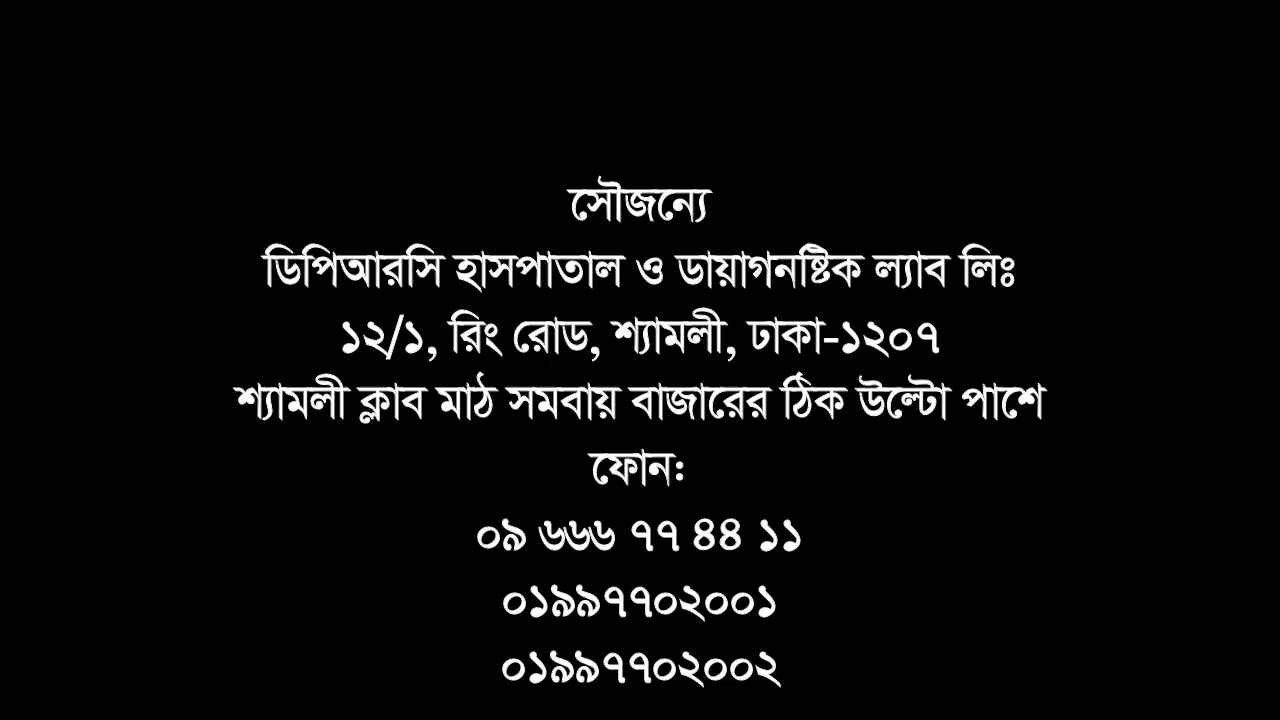 সৌজন্যে
ডিপিআরসি হাসপাতাল ও ডায়াগনষ্টিক ল্যাব লিঃ
১২/১, রিং রোড, শ্যামলী, ঢাকা-১২০৭
শ্যামলী ক্লাব মাঠ সমবায় বাজারের ঠিক উল্টো পাশে
ফোনঃ
০৯ ৬৬৬ ৭৭ ৪৪ ১১
০১৯৯৭৭০২০০১
০১৯৯৭৭০২০০২